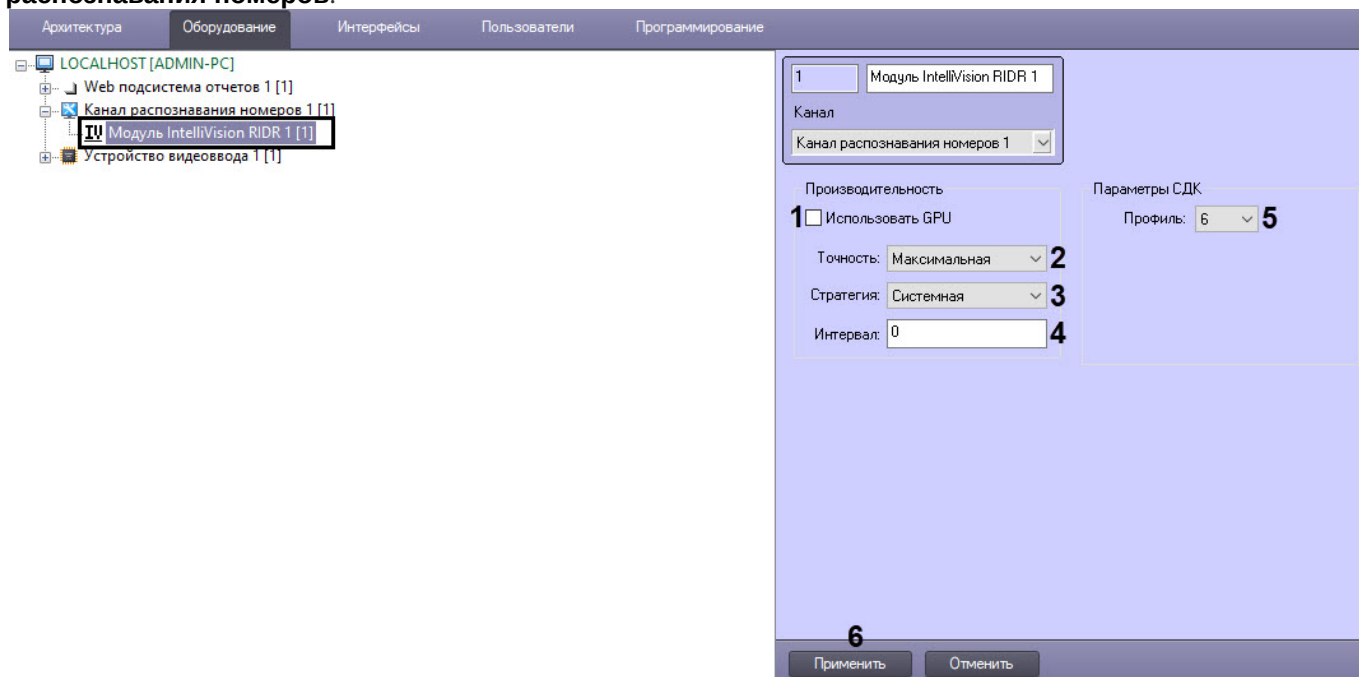 распознавания номеров.
Архитектура Оборудование Интерфейсы Пользователи Программирование
LOCALHOST [ADMIN-PC]
Web подсистема отчетов 1 [1]
Канал распознавания номеров 1 [1]
IV Модуль IntelliVision RIDR 1 [1]
Устройство видеоввода 1 [1]
1 Модуль IntelliVision RIDR 1
Канал
Канал распознавания номеров 1
Производительность
1 Использовать GPU
Точность: Максимальная 2
Стратегия: Системная 3
Интервал: 0 4
Параметры СДК
Профиль: 6 5
6
Применить Отменить